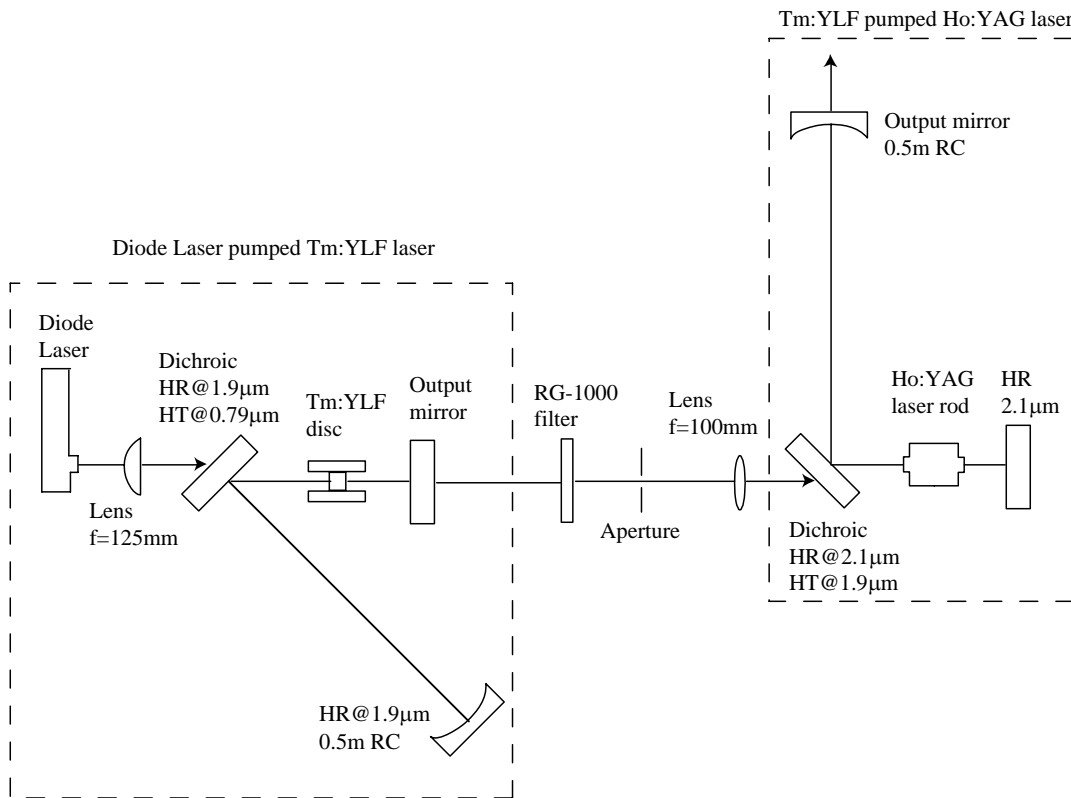 Tm:YLF pumped Ho:YAG laser
Output mirror
0.5m RC
Diode Laser pumped Tm:YLF laser
Diode
Laser
Dichroic
HR@1.9μm
HT@0.79μm
Tm:YLF
disc
Output
mirror
RG-1000
filter
Lens
f=100mm
Ho:YAG
laser rod
HR
2.1μm
Lens
f=125mm
Aperture
Dichroic
HR@2.1μm
HT@1.9μm
HR@1.9μm
0.5m RC